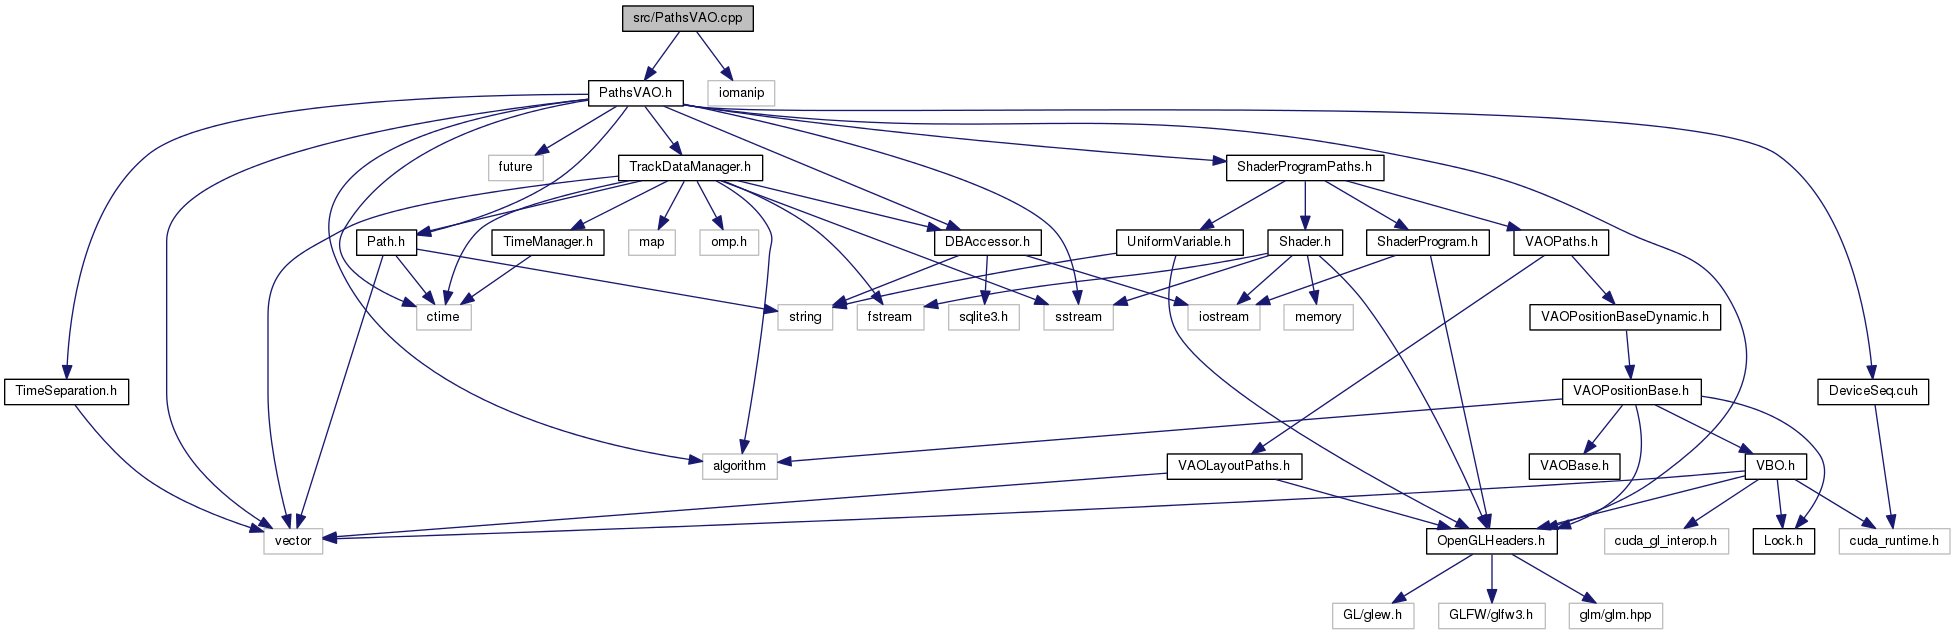 src/PathsVAO.cpp
PathsVAO.h
iomanip
future
TrackDataManager.h
ShaderProgramPaths.h
Path.h
TimeManager.h
map
omp.h
DBAccessor.h
UniformVariable.h
Shader.h
ShaderProgram.h
VAOPaths.h
ctime
string
fstream
sqlite3.h
sstream
iostream
memory
VAOPositionBaseDynamic.h
TimeSeparation.h
VAOPositionBase.h
DeviceSeq.cuh
algorithm
VAOLayoutPaths.h
VAOBase.h
VBO.h
vector
OpenGLHeaders.h
cuda_gl_interop.h
Lock.h
cuda_runtime.h
GL/glew.h
GLFW/glfw3.h
glm/glm.hpp